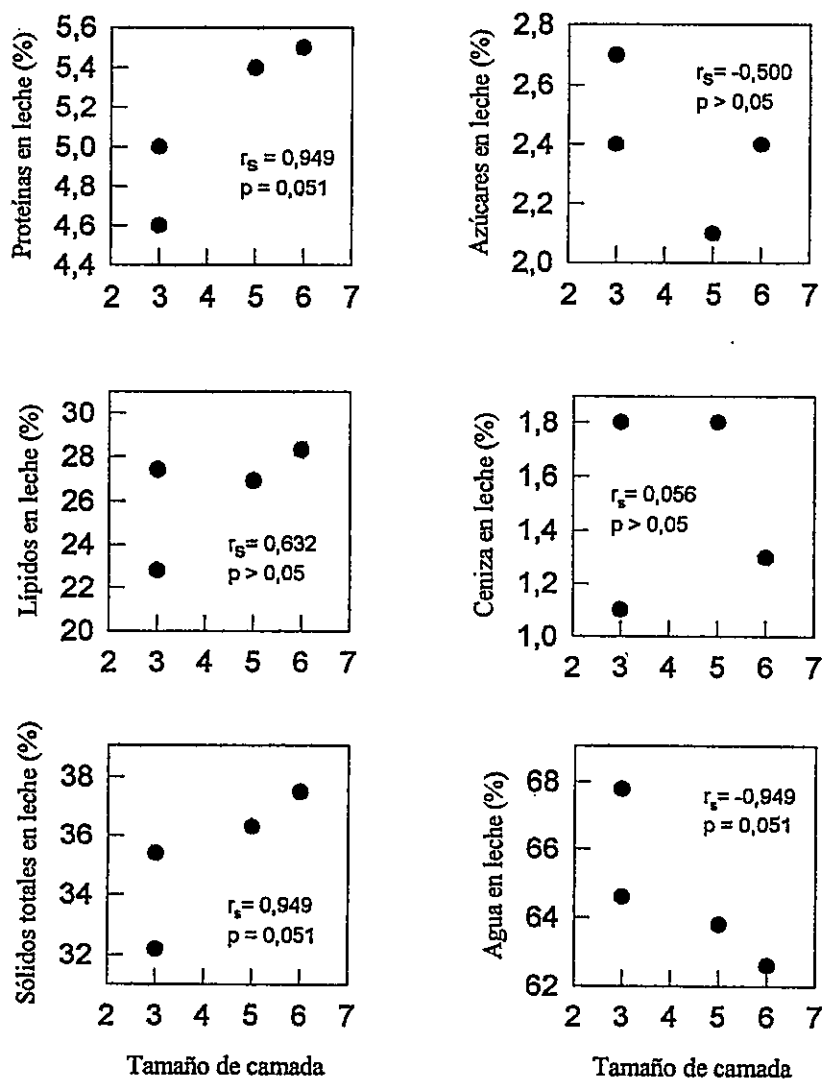 Proteínas en leche (%)
5,6
5,4
5,2
5,0
4,8
4,6
4,4
rS = 0,949
p = 0,051
2 3 4 5 6 7
Azúcares en leche (%)
2,8
2,6
2,4
2,2
2,0
rS= -0,500
p > 0,05
2 3 4 5 6 7
Lípidos en leche (%)
30
28
26
24
22
20
rS= 0,632
p > 0,05
2 3 4 5 6 7
Ceniza en leche (%)
1,8
1,6
1,4
1,2
1,0
rs= 0,056
p > 0,05
2 3 4 5 6 7
Sólidos totales en leche (%)
38
36
34
32
rs= 0,949
p = 0,051
2 3 4 5 6 7
Tamaño de camada
Agua en leche (%)
68
66
64
62
rs= -0,949
p = 0,051
2 3 4 5 6 7
Tamaño de camada